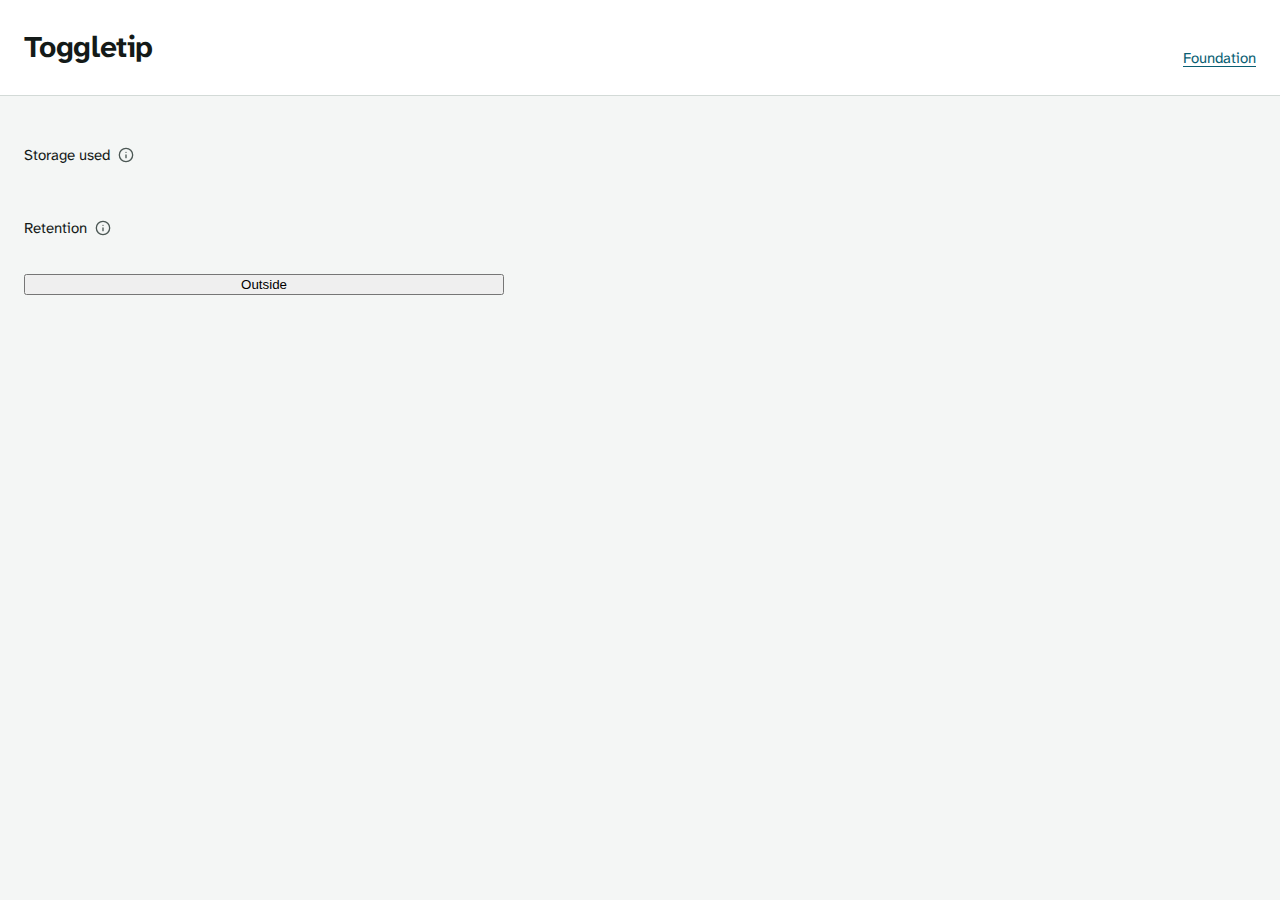 Toggletip
Foundation
Storage used
Retention
Outside